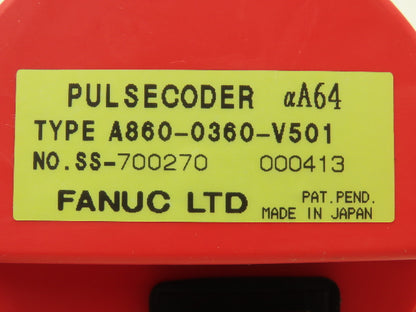 PULSECODER αA64
TYPE A860-0360-V501
NO.SS-700270 000413
FANUC LTD PAT.PEND.
MADE IN JAPAN